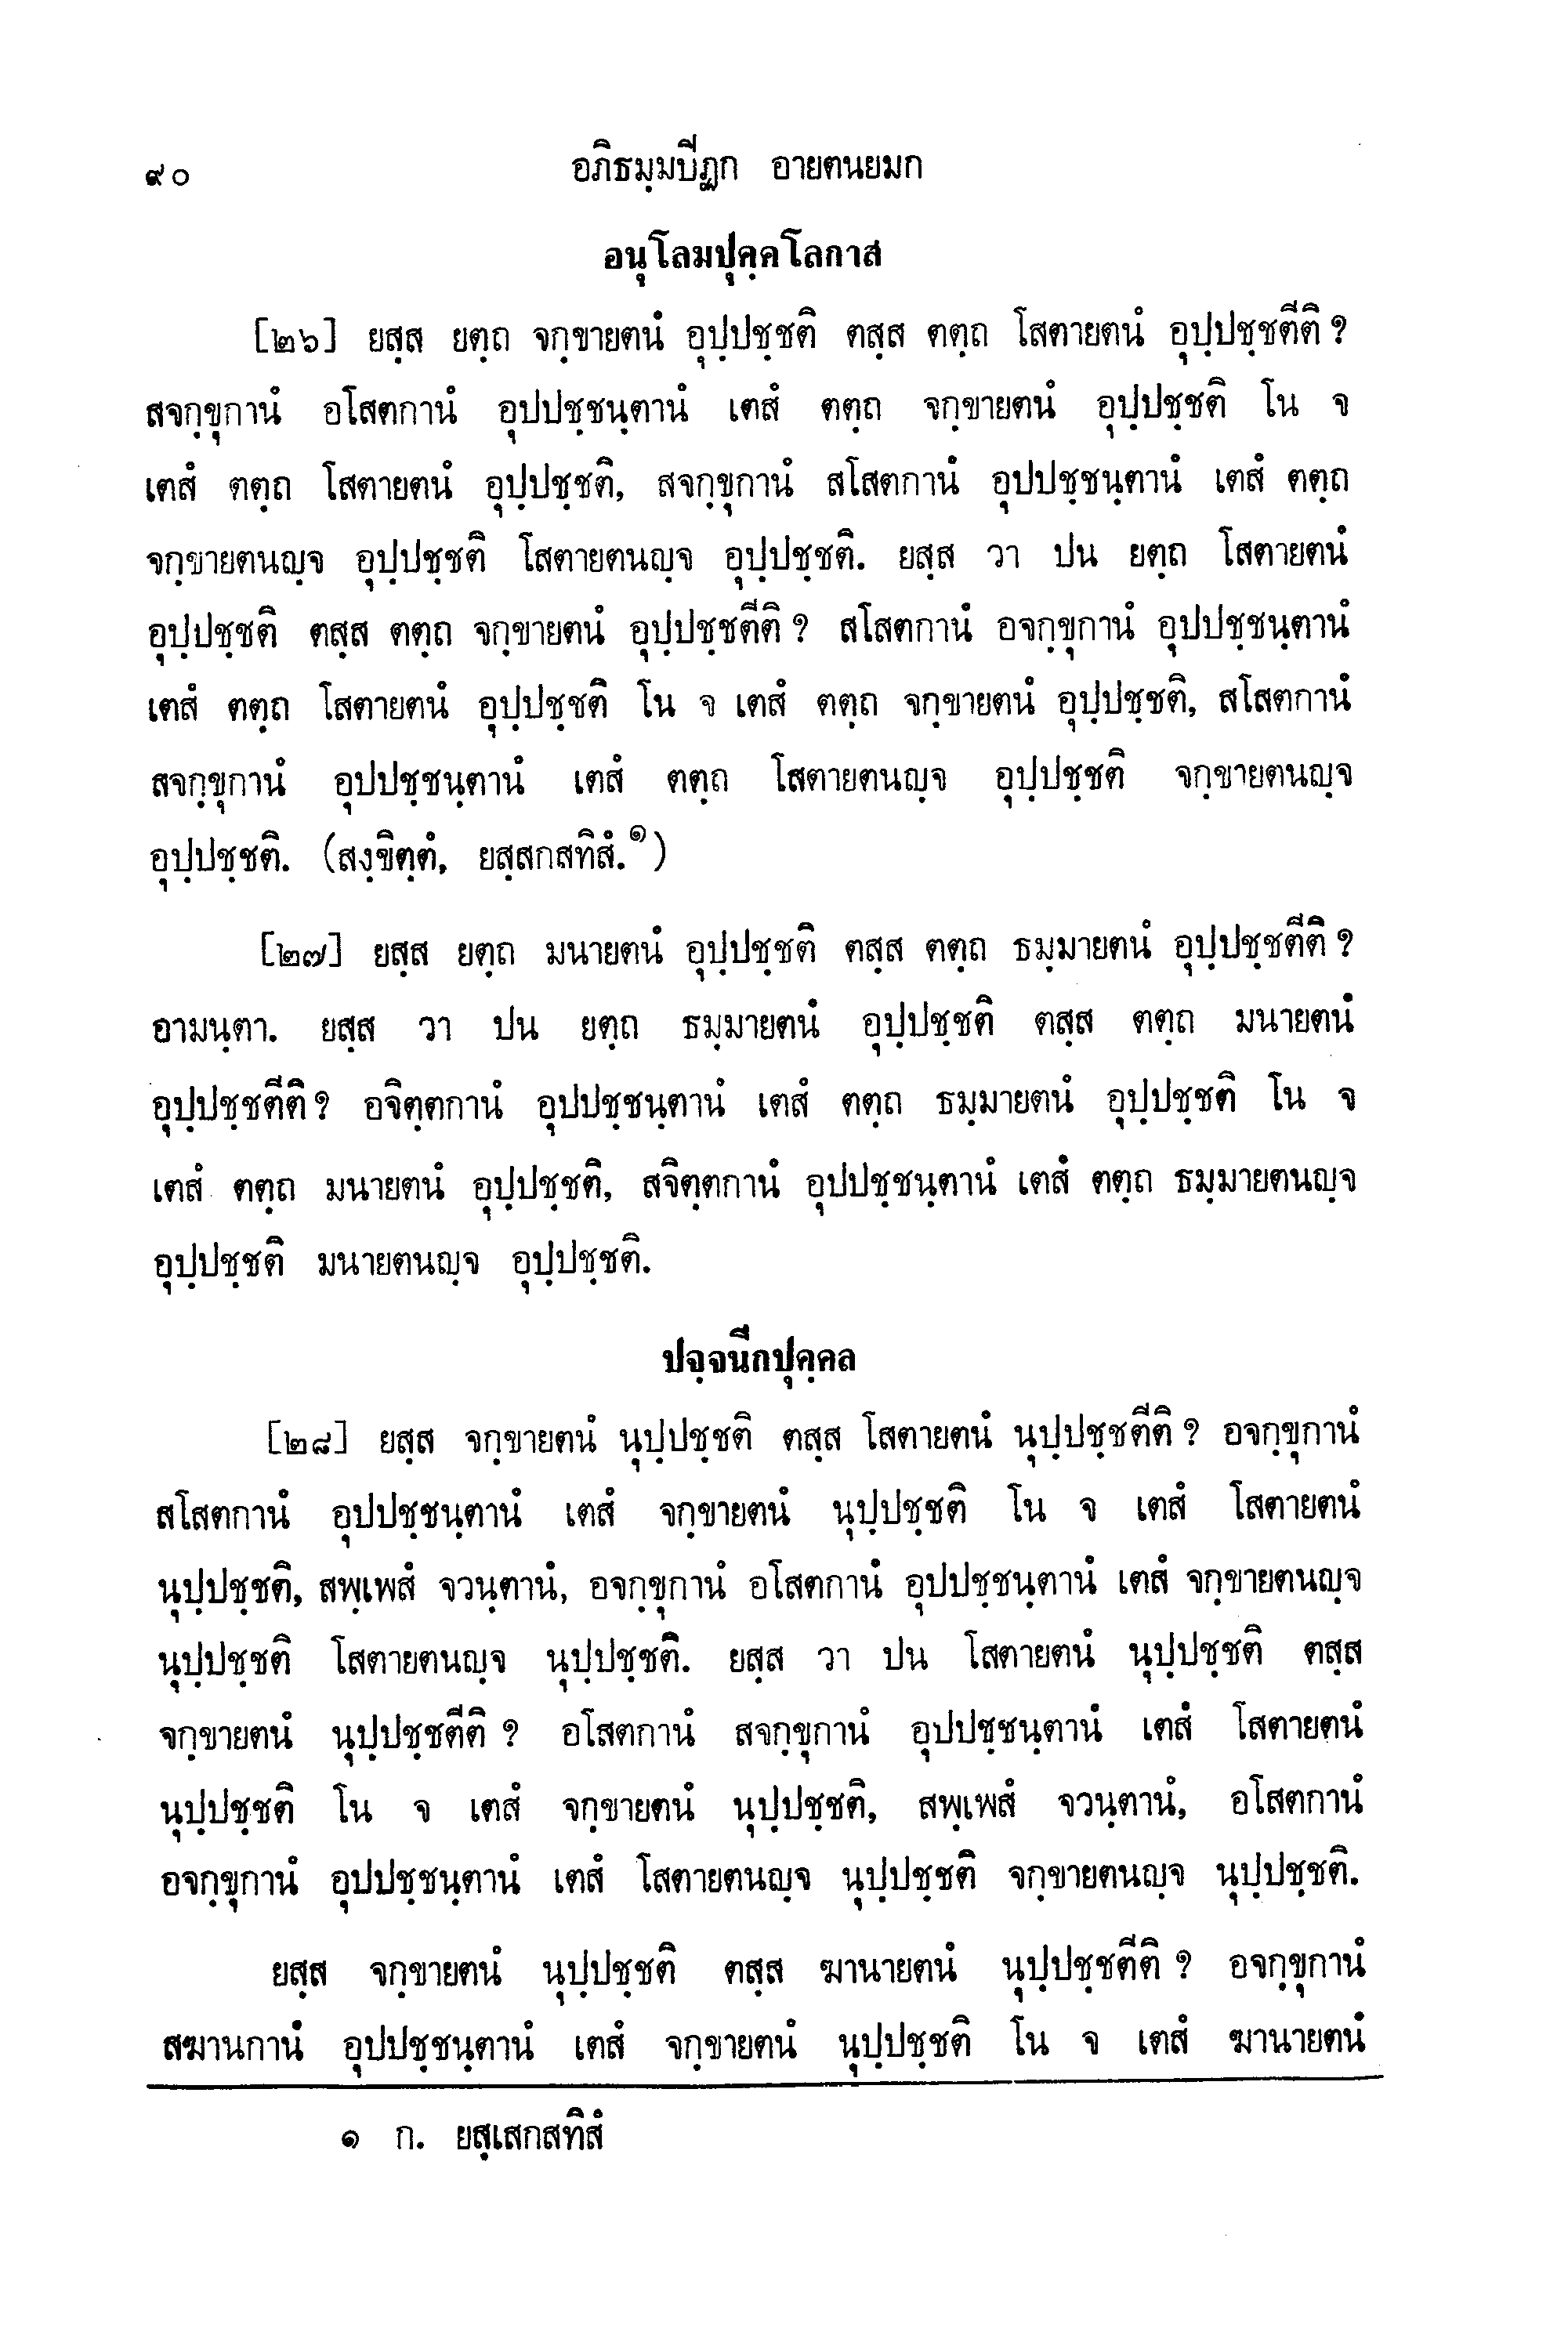 ๙๐
อภิธมฺมปีฏก อายตนยมก
อนุโลมปุคฺคโลกาส
[๒๖] ยสฺส ยตฺถ จกฺขายตนํ อุปฺปชฺชติ ตสฺส ตตฺถ โสตายตนํ อุปฺปชฺชตีติ ?
สจกฺขุกานํ อโสตกานํ อุปปชฺชนฺตานํ เตสํ ตตฺถ จกฺขายตนํ อุปฺปชฺชติ โน จ
เตสํ ตตฺถ โสตายตนํ อุปฺปชฺชติ, สจกฺขุกานํ สโสตกานํ อุปปชฺชนฺตานํ เตสํ ตตฺถ
จกฺขายตนญฺจ อุปฺปชฺชติ โสตายตนญฺจ อุปฺปชฺชติ. ยสฺส วา ปน ยตฺถ โสตายตนํ
อุปฺปชฺชติ ตสฺส ตตฺถ จกฺขายตนํ อุปฺปชฺชตีติ ? สโสตกานํ อจกฺขุกานํ อุปปชฺชนฺตานํ
เตสํ ตตฺถ โสตายตนํ อุปฺปชฺชติ โน จ เตสํ ตตฺถ จกฺขายตนํ อุปฺปชฺชติ, สโสตกานํ
สจกฺขุกานํ อุปปชฺชนฺตานํ เตสํ ตตฺถ โสตายตนญฺจ อุปฺปชฺชติ จกฺขายตนญฺจ
อุปฺปชฺชติ. (สงฺขิตฺตํ, ยสฺสกสทิสํ.๑)
[๒๗] ยสฺส ยตฺถ มนายตนํ อุปฺปชฺชติ ตสฺส ตตฺถ ธมฺมายตนํ อุปฺปชฺชตีติ ?
อามนฺตา. ยสฺส วา ปน ยตฺถ ธมฺมายตนํ อุปฺปชฺชติ ตสฺส ตตฺถ มนายตนํ
อุปฺปชฺชตีติ ? อจิตฺตกานํ อุปปชฺชนฺตานํ เตสํ ตตฺถ ธมฺมายตนํ อุปฺปชฺชติ โน จ
เตสํ ตตฺถ มนายตนํ อุปฺปชฺชติ, สจิตฺตกานํ อุปปชฺชนฺตานํ เตสํ ตตฺถ ธมฺมายตนญฺจ
อุปฺปชฺชติ มนายตนญฺจ อุปฺปชฺชติ.
ปจฺจนีกปุคฺคล
[๒๘] ยสฺส จกฺขายตนํ นุปฺปชฺชติ ตสฺส โสตายตนํ นุปฺปชฺชตีติ ? อจกฺขุกานํ
สโสตกานํ อุปปชฺชนฺตานํ เตสํ จกฺขายตนํ นุปฺปชฺชติ โน จ เตสํ โสตายตนํ
นุปฺปชฺชติ, สพฺเพสํ จวนฺตานํ, อจกฺขุกานํ อโสตกานํ อุปปชฺชนฺตานํ เตสํ จกฺขายตนญฺจ
นุปฺปชฺชติ โสตายตนญฺจ นุปฺปชฺชติ. ยสฺส วา ปน โสตายตนํ นุปฺปชฺชติ ตสฺส
จกฺขายตนํ นุปฺปชฺชตีติ ? อโสตกานํ สจกฺขุกานํ อุปปชฺชนฺตานํ เตสํ โสตายตนํ
นุปฺปชฺชติ โน จ เตสํ จกฺขายตนํ นุปฺปชฺชติ, สพฺเพสํ จวนฺตานํ, อโสตกานํ
อจกฺขุกานํ อุปปชฺชนฺตานํ เตสํ โสตายตนญฺจ นุปฺปชฺชติ จกฺขายตนญฺจ นุปฺปชฺชติ.
ยสฺส จกฺขายตนํ นุปฺปชฺชติ ตสฺส ฆานายตนํ นุปฺปชฺชตีติ ? อจกฺขุกานํ
สฆานกานํ อุปปชฺชนฺตานํ เตสํ จกฺขายตนํ นุปฺปชฺชติ โน จ เตสํ ฆานายตนํ
๑ ก. ยสฺเสกสทิสํ